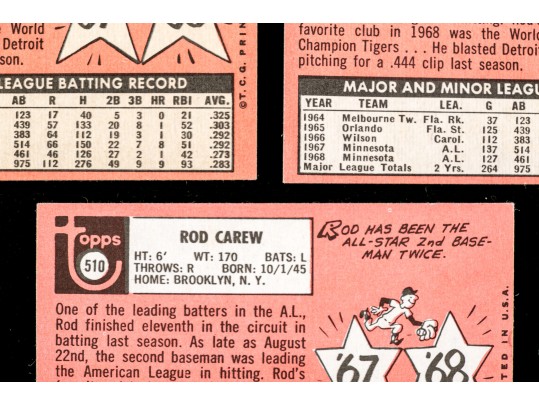 '67 '68
in the World
Detroit
son.
LEAGUE BATTING RECORD
AB R H 2B 3B HR RBI AVG.
123 17 40 5 3 0 21 .325
439 57 133 20 8 1 52 .303
383 64 112 19 3 1 30 .292
514 66 150 22 7 8 51 .292
461 46 126 27 2 1 42 .273
975 112 276 49 9 9 93 .283
© T.C.G. PRIN
favorite club in 1968 was the World
Champion Tigers . . . He blasted Detroi
pitching for a .444 clip last season.
MAJOR AND MINOR LEAGU
YEAR TEAM LEA. G AB
1964 Melbourne Tw. Fla. Rk. 37 123
1965 Orlando Fla. St. 125 439
1966 Wilson Carol. 112 383
1967 Minnesota A.L. 137 514
1968 Minnesota A.L. 127 461
Major League Totals 2 Yrs. 264 975
Topps
510
ROD CAREW
HT: 6' WT: 170 BATS: L
THROWS: R BORN: 10/1/45
HOME: BROOKLYN, N. Y.
ROD HAS BEEN THE
ALL-STAR 2nd BASE-
MAN TWICE.
One of the leading batters in the A.L.,
Rod finished eleventh in the circuit in
batting last season. As late as August
22nd, the second baseman was leading
the American League in hitting. Rod's
'67 '68
TED IN U.S.A.